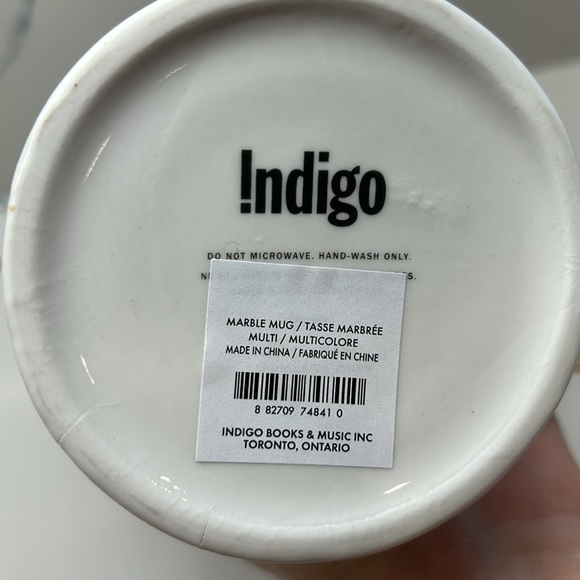 Indigo
DO NOT MICROWAVE. HAND-WASH ONLY.
MARBLE MUG / TASSE MARBRÉE
MULTI / MULTICOLORE
MADE IN CHINA / FABRIQUÉ EN CHINE
8 82709 74841 0
INDIGO BOOKS & MUSIC INC
TORONTO, ONTARIO